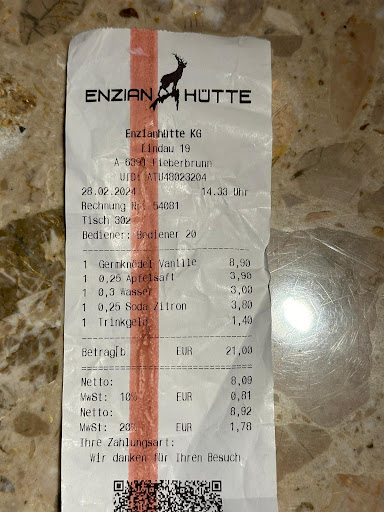 ENZIAN HÜTTE
Enzianhütte KG
Lindau 19
A-6391 Fieberbrunn
UID: ATU48023204
28.02.2024 14.33 Uhr
Rechnung Nr. 54081
Tisch 302
Bediener: Bediener 20
1 Germknödel Vanille 8,90
1 0,25 Apfelsaft 3,90
1 0,3 Wasser 3,00
1 0,25 Soda Zitron 3,80
1 Trinkgeld 1,40
Betragíb EUR 21,00
Netto: 8,09
MwSt: 10% EUR 0,81
Netto: 8,92
MwSt: 20% EUR 1,78
Ihre Zahlungsart:
Wir danken für Ihren Besuch